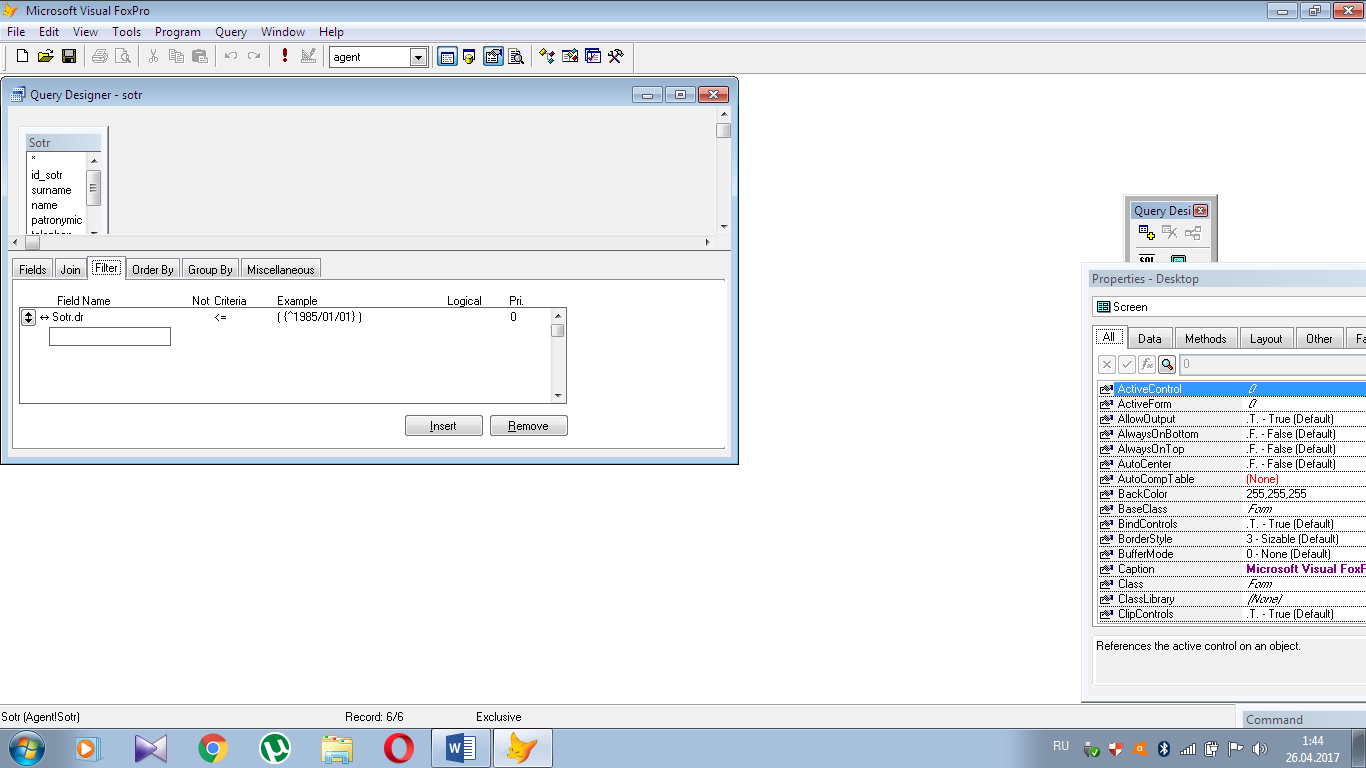 Microsoft Visual FoxPro
File Edit View Tools Program Query Window Help
agent
Query Designer - sotr
Sotr
*
id_sotr
surname
name
patronymic
Fields Join Filter Order By Group By Miscellaneous
Field Name Not Criteria Example Logical Pri.
Sotr.dr <= ( {^1985/01/01} ) 0
Insert Remove
Query Desi
SQL
Properties - Desktop
Screen
All Data Methods Layout Other Fa
0
ActiveControl 0
ActiveForm 0
AllowOutput .T. - True (Default)
AlwaysOnBottom .F. - False (Default)
AlwaysOnTop .F. - False (Default)
AutoCenter .F. - False (Default)
AutoCompTable (None)
BackColor 255,255,255
BaseClass Form
BindControls .T. - True (Default)
BorderStyle 3 - Sizable (Default)
BufferMode 0 - None (Default)
Caption Microsoft Visual FoxP
Class Form
ClassLibrary (None)
ClipControls .T. - True (Default)
References the active control on an object.
Sotr (Agent!Sotr) Record: 6/6 Exclusive
Command
RU
1:44
26.04.2017